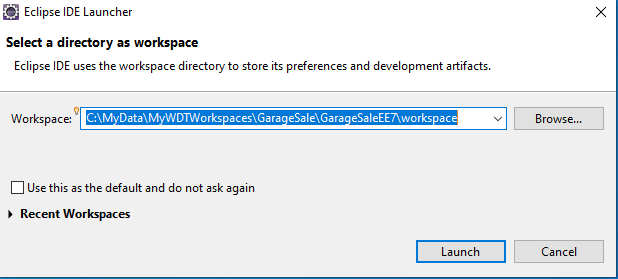 Eclipse IDE Launcher
Select a directory as workspace
Eclipse IDE uses the workspace directory to store its preferences and development artifacts.
Workspace: C:\MyData\MyWDTWorkspaces\GarageSale\GarageSaleEE7\workspace Browse...
Use this as the default and do not ask again
Recent Workspaces
Launch Cancel